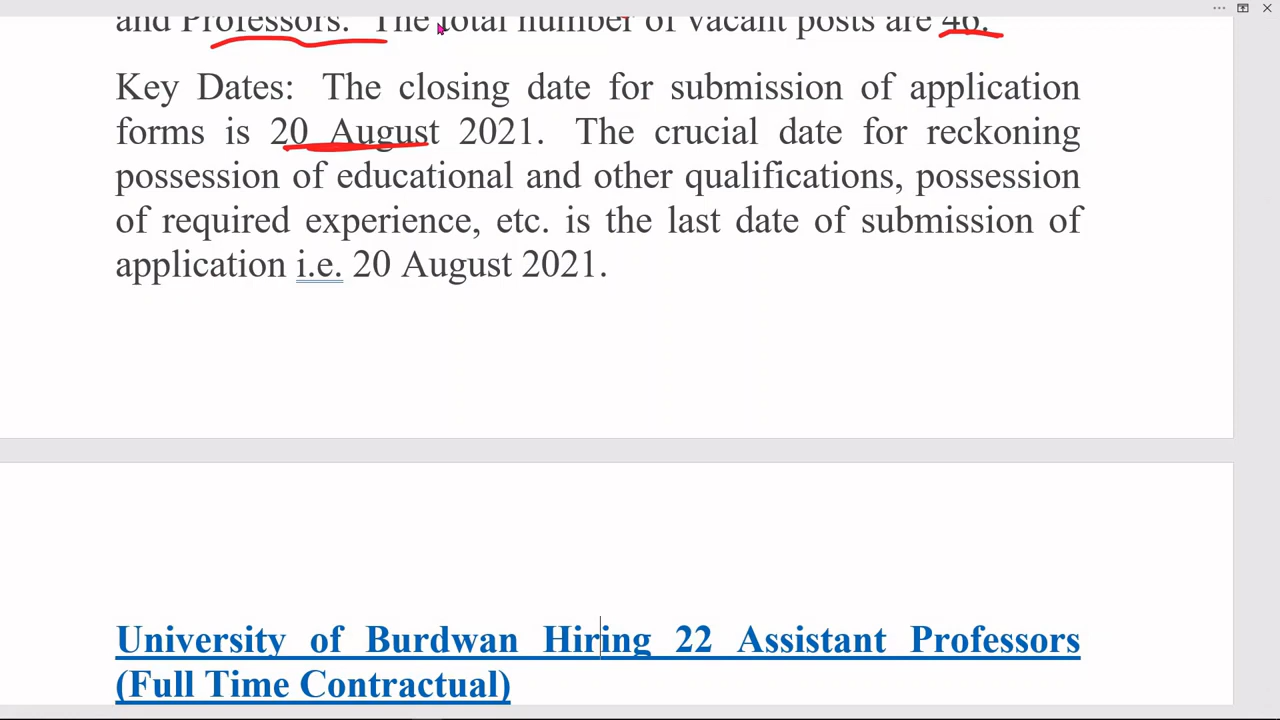 and Professors. The total number of vacant posts are 46.
Key Dates: The closing date for submission of application
forms is 20 August 2021. The crucial date for reckoning
possession of educational and other qualifications, possession
of required experience, etc. is the last date of submission of
application i.e. 20 August 2021.
University of Burdwan Hiring 22 Assistant Professors
(Full Time Contractual)